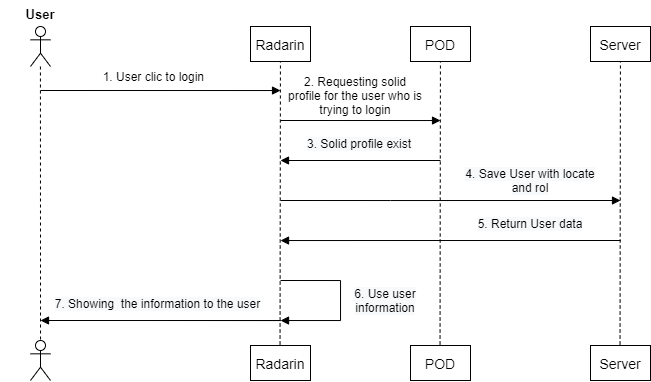 User
Radarin
POD
Server
1. User clic to login
2. Requesting solid
profile for the user who is
trying to login
3. Solid profile exist
4. Save User with locate
and rol
5. Return User data
6. Use user
information
7. Showing the information to the user
Radarin
POD
Server